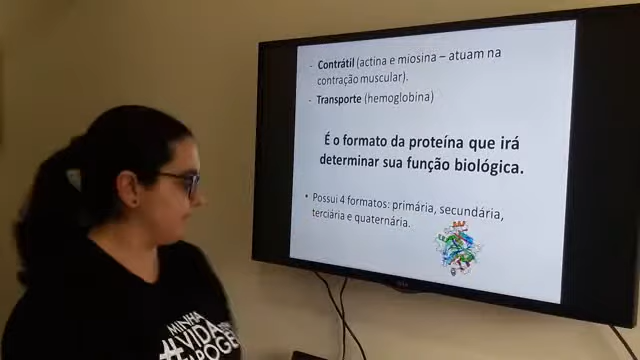 - Contrátil (actina e miosina – atuam na
contração muscular).
- Transporte (hemoglobina)
É o formato da proteína que irá
determinar sua função biológica.
• Possui 4 formatos: primária, secundária,
terciária e quaternária.
MINHA
#VIDA